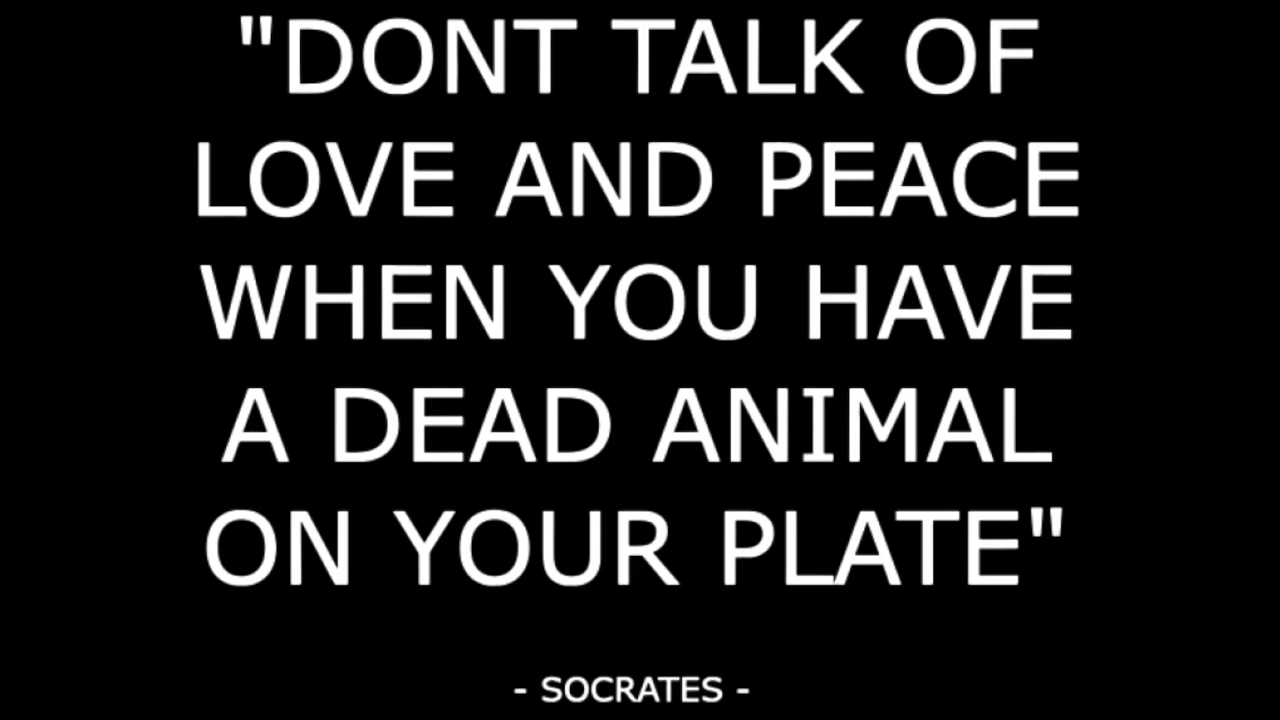 "DONT TALK OF
LOVE AND PEACE
WHEN YOU HAVE
A DEAD ANIMAL
ON YOUR PLATE"
- SOCRATES -